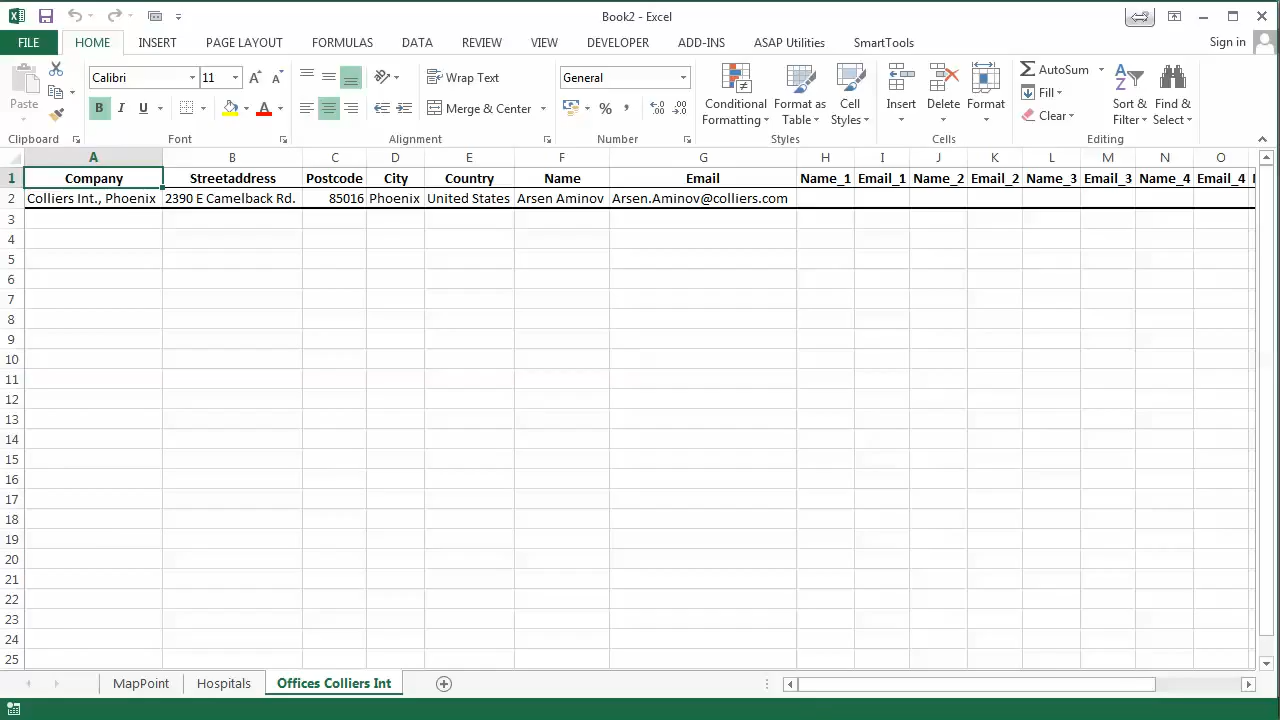 Book2 - Excel
FILE HOME INSERT PAGE LAYOUT FORMULAS DATA REVIEW VIEW DEVELOPER ADD-INS ASAP Utilities SmartTools Sign in
Paste
Calibri 11
B I U A
Wrap Text
Merge & Center
General
%
Conditional Formatting
Format as Table
Cell Styles
Insert
Delete
Format
AutoSum
Fill
Clear
Sort & Filter
Find & Select
Clipboard Font Alignment Number Styles Cells Editing
A B C D E F G H I J K L M N O
1 Company Streetaddress Postcode City Country Name Email Name_1 Email_1 Name_2 Email_2 Name_3 Email_3 Name_4 Email_4
2 Colliers Int., Phoenix 2390 E Camelback Rd. 85016 Phoenix United States Arsen Aminov Arsen.Aminov@colliers.com
3
4
5
6
7
8
9
10
11
12
13
14
15
16
17
18
19
20
21
22
23
24
25
MapPoint Hospitals Offices Colliers Int